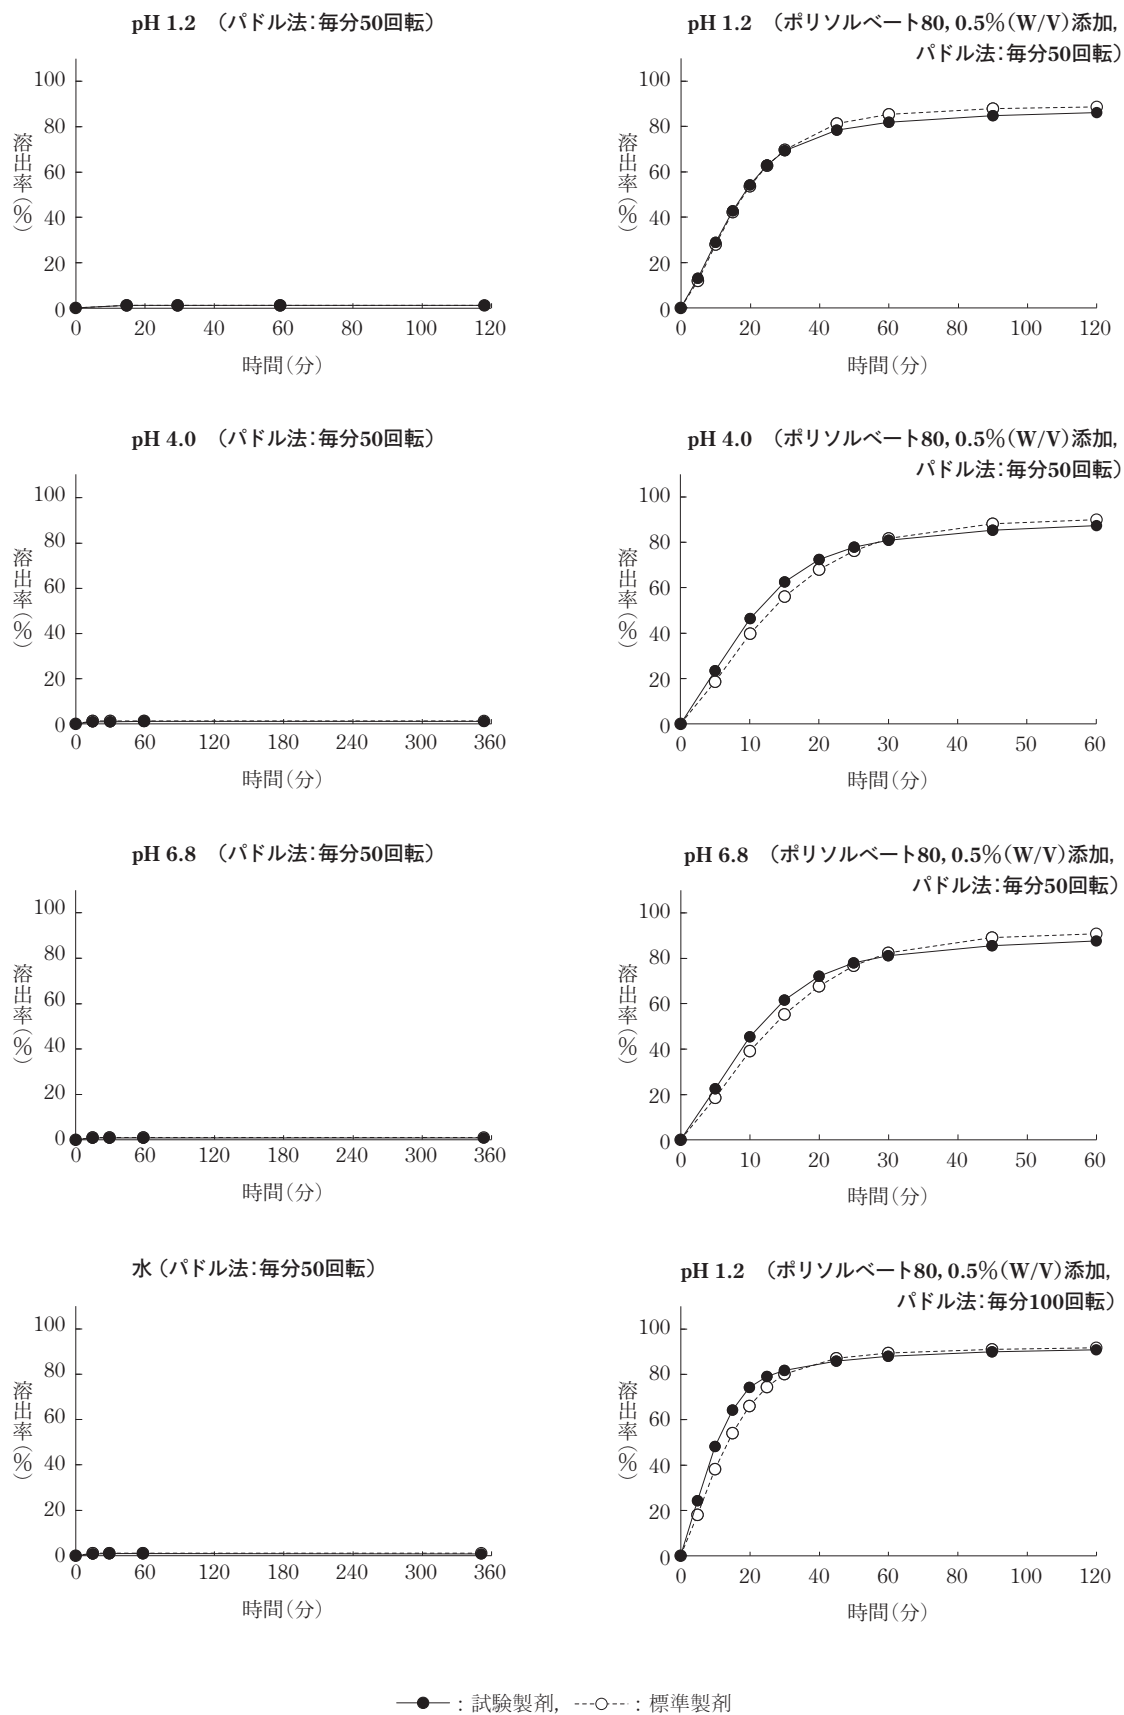 pH 1.2 （パドル法：毎分50回転）
100
80
60
40
20
0
溶出率(％)
0 20 40 60 80 100 120
時間(分)
pH 1.2 （ポリソルベート80, 0.5％(W/V)添加,
パドル法：毎分50回転）
100
80
60
40
20
0
溶出率(％)
0 20 40 60 80 100 120
時間(分)
pH 4.0 （パドル法：毎分50回転）
100
80
60
40
20
0
溶出率(％)
0 60 120 180 240 300 360
時間(分)
pH 4.0 （ポリソルベート80, 0.5％(W/V)添加,
パドル法：毎分50回転）
100
80
60
40
20
0
溶出率(％)
0 10 20 30 40 50 60
時間(分)
pH 6.8 （パドル法：毎分50回転）
100
80
60
40
20
0
溶出率(％)
0 60 120 180 240 300 360
時間(分)
pH 6.8 （ポリソルベート80, 0.5％(W/V)添加,
パドル法：毎分50回転）
100
80
60
40
20
0
溶出率(％)
0 10 20 30 40 50 60
時間(分)
水（パドル法：毎分50回転）
100
80
60
40
20
0
溶出率(％)
0 60 120 180 240 300 360
時間(分)
pH 1.2 （ポリソルベート80, 0.5％(W/V)添加,
パドル法：毎分100回転）
100
80
60
40
20
0
溶出率(％)
0 20 40 60 80 100 120
時間(分)
：試験製剤, ：標準製剤